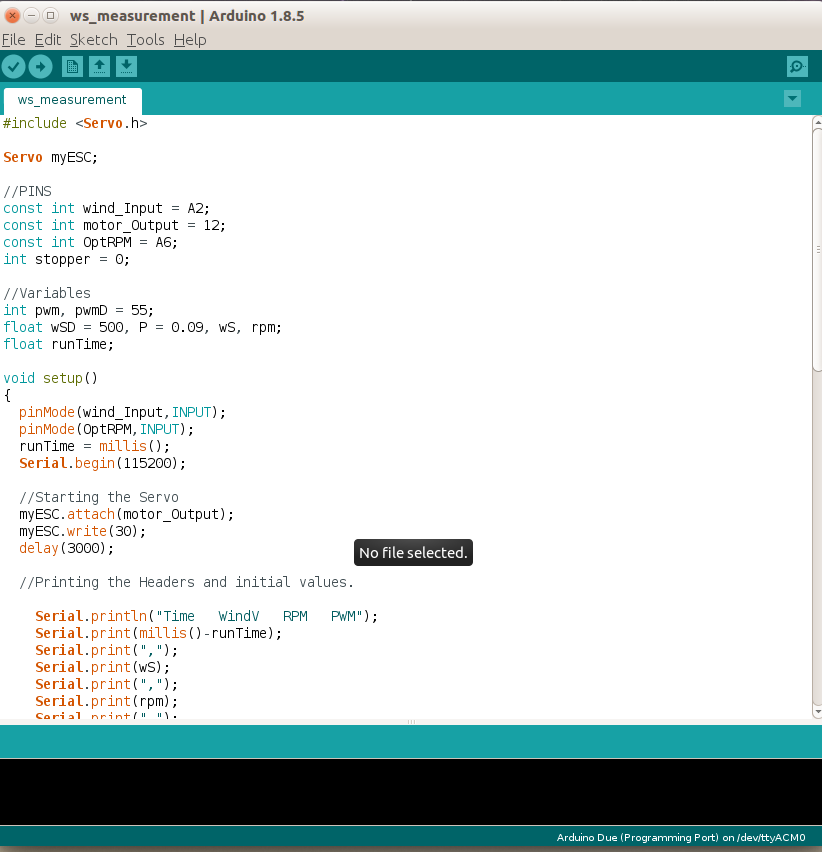 ws_measurement | Arduino 1.8.5
File Edit Sketch Tools Help
ws_measurement
#include <Servo.h>
Servo myESC;
//PINS
const int wind_Input = A2;
const int motor_Output = 12;
const int OptRPM = A6;
int stopper = 0;
//Variables
int pwm, pwmD = 55;
float wSD = 500, P = 0.09, wS, rpm;
float runTime;
void setup()
{
pinMode(wind_Input,INPUT);
pinMode(OptRPM,INPUT);
runTime = millis();
Serial.begin(115200);
//Starting the Servo
myESC.attach(motor_Output);
myESC.write(30);
delay(3000);
No file selected.
//Printing the Headers and initial values.
Serial.println("Time   WindV   RPM   PWM");
Serial.print(millis()-runTime);
Serial.print(",");
Serial.print(wS);
Serial.print(",");
Serial.print(rpm);
Serial.print(",");
Arduino Due (Programming Port) on /dev/ttyACM0